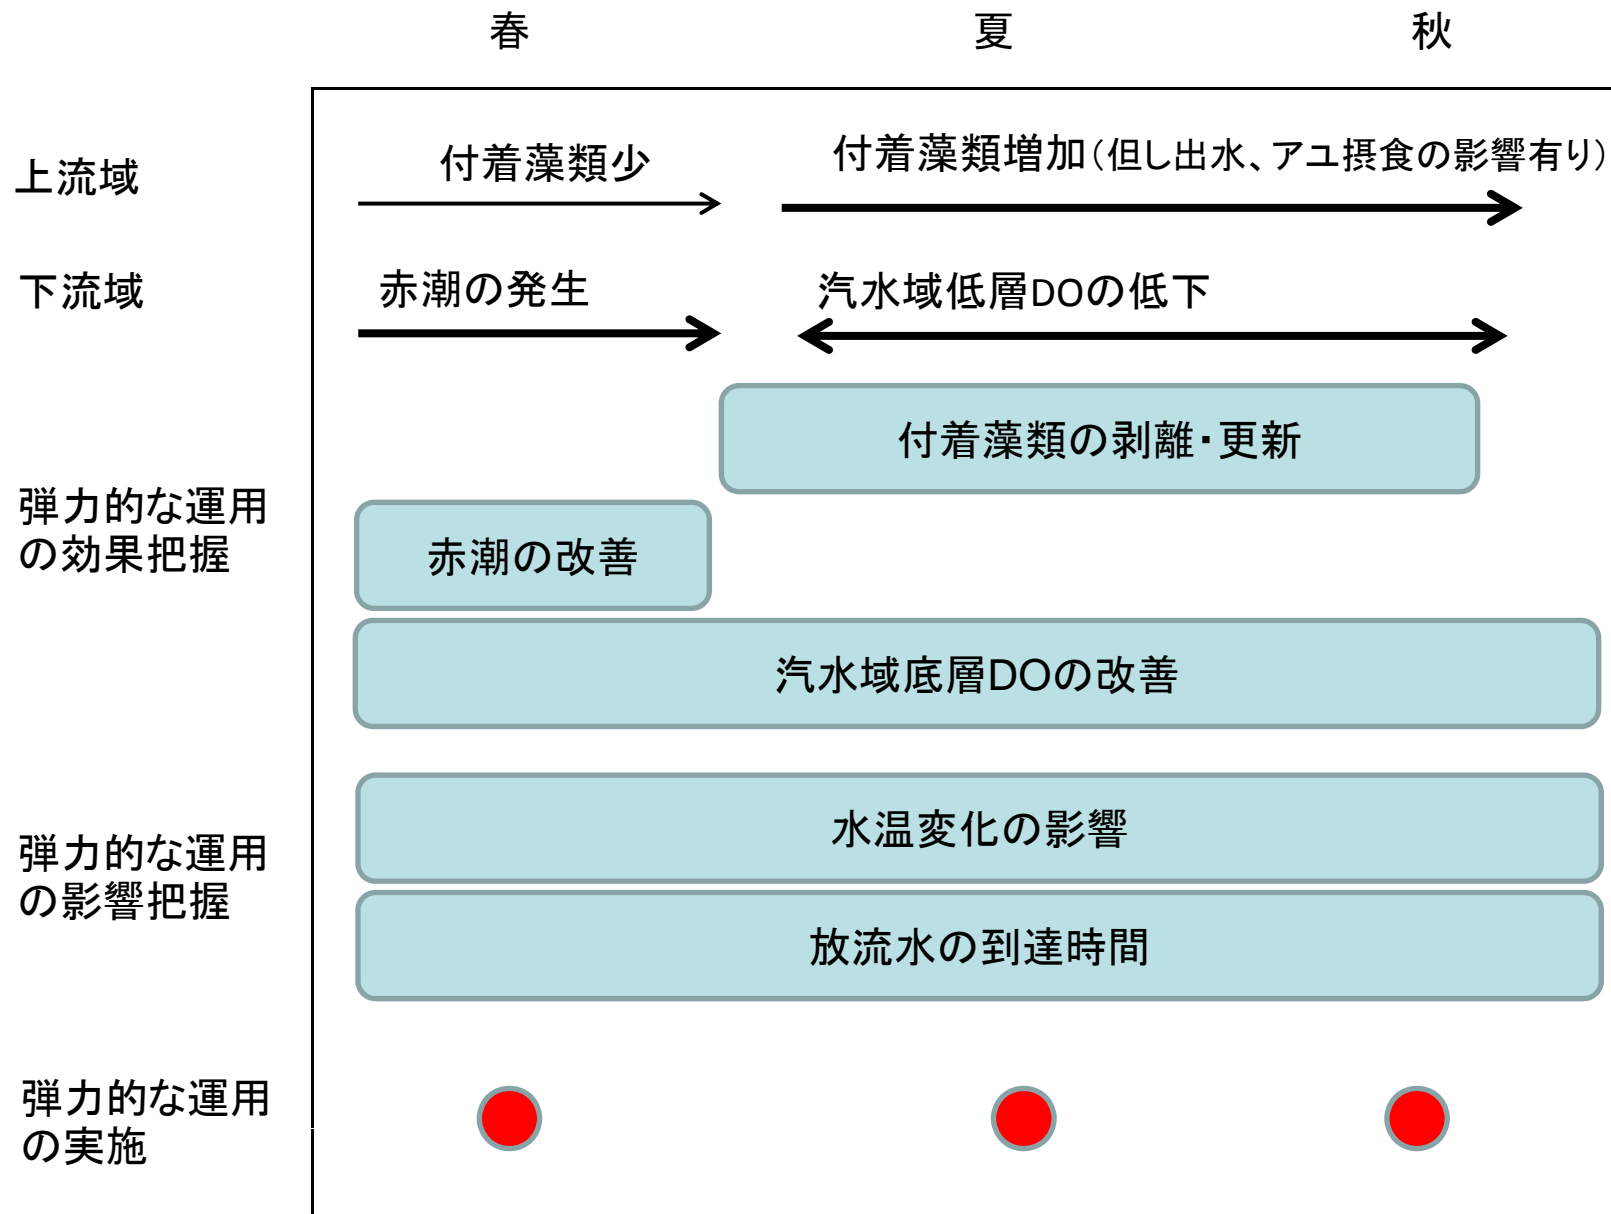 春 夏 秋
上流域
付着藻類少
付着藻類増加（但し出水、アユ摂食の影響有り）
下流域
赤潮の発生
汽水域低層DOの低下
付着藻類の剥離・更新
弾力的な運用
の効果把握
赤潮の改善
汽水域底層DOの改善
水温変化の影響
弾力的な運用
の影響把握
放流水の到達時間
弾力的な運用
の実施